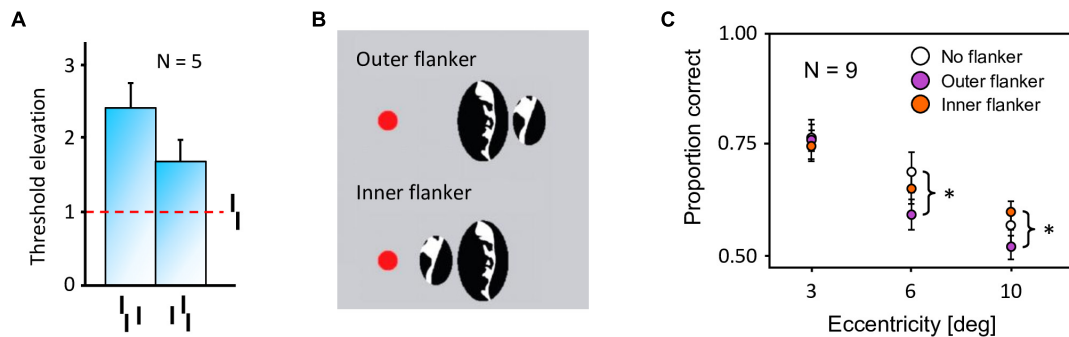 A
Threshold elevation
3
2
1
0
N = 5
B
Outer flanker
Inner flanker
C
Proportion correct
1.00
0.75
0.50
N = 9
No flanker
Outer flanker
Inner flanker
*
*
3 6 10
Eccentricity [deg]